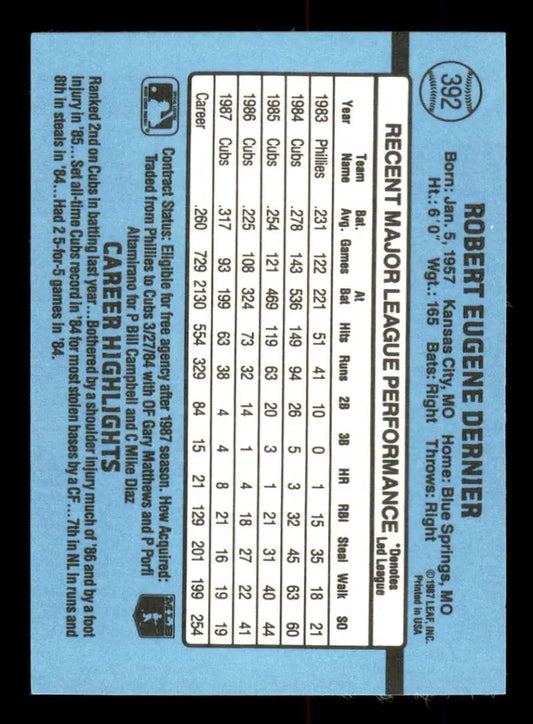 392
ROBERT EUGENE DERNIER
Born: Jan. 5, 1957 Kansas City, MO Home: Blue Springs, MO
Ht.: 6' 0" Wgt.: 165 Bats: Right Throws: Right
©1987 LEAF, INC.
Printed in USA
RECENT MAJOR LEAGUE PERFORMANCE *Denotes Led League
Year Team Name Bat. Avg. Games At Bat Hits Runs 2B 3B HR RBI Steal Walk SO
1983 Phillies .231 122 221 51 41 10 0 1 15 35 18 21
1984 Cubs .278 143 536 149 94 26 5 3 32 45 63 60
1985 Cubs .254 121 469 119 63 20 3 1 21 31 40 44
1986 Cubs .225 108 324 73 32 14 1 4 18 27 22 41
1987 Cubs .317 93 199 63 38 4 4 8 21 16 19 19
Career .260 729 2130 554 329 84 15 21 129 201 199 254
Contract Status: Eligible for free agency after 1987 season. How Acquired:
Traded from Phillies to Cubs 3/27/84 with OF Gary Matthews and P Porfi
Altamirano for P Bill Campbell and C Mike Diaz
MLB
CAREER HIGHLIGHTS
Ranked 2nd on Cubs in batting last year...Bothered by a shoulder injury much of '86 and by a foot
injury in '85...Set all-time Cubs record in '84 for most stolen bases by a CF...7th in NL in runs and
8th in steals in '84...Had 2 5-for-5 games in '84.